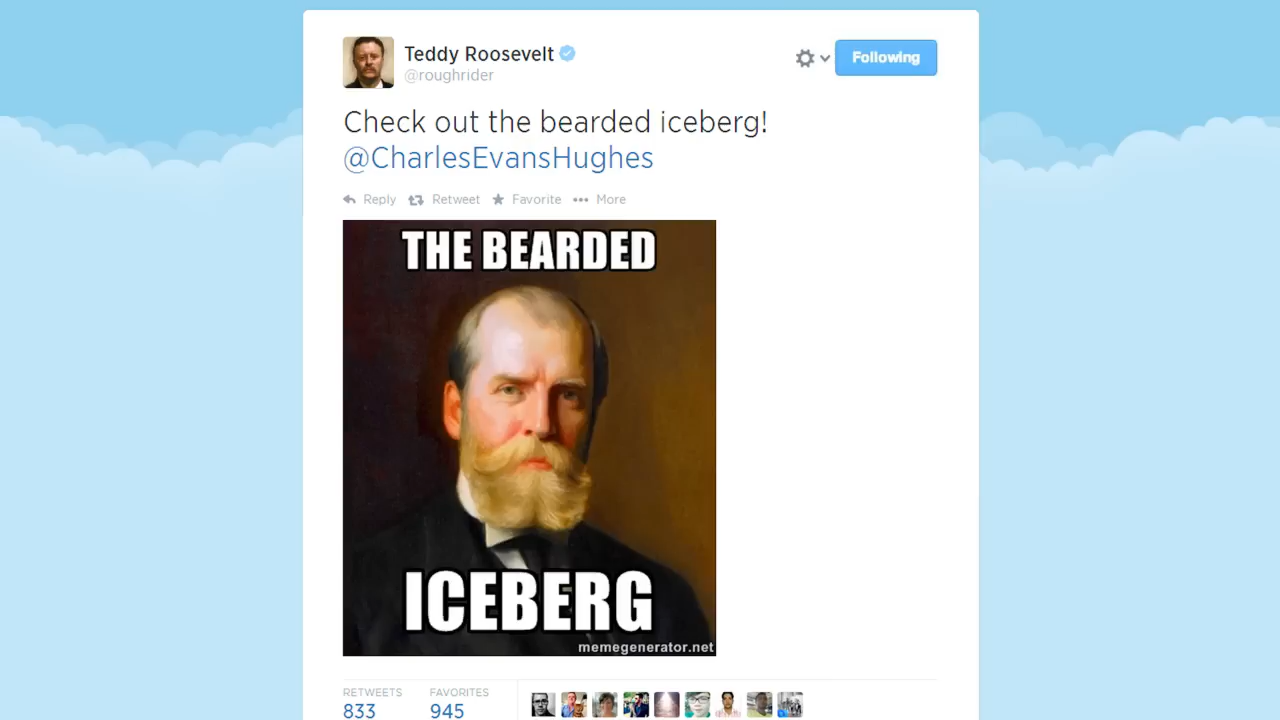 Teddy Roosevelt
@roughrider
Following
Check out the bearded iceberg!
@CharlesEvansHughes
Reply Retweet Favorite More
THE BEARDED
ICEBERG
memegenerator.net
RETWEETS FAVORITES
833 945